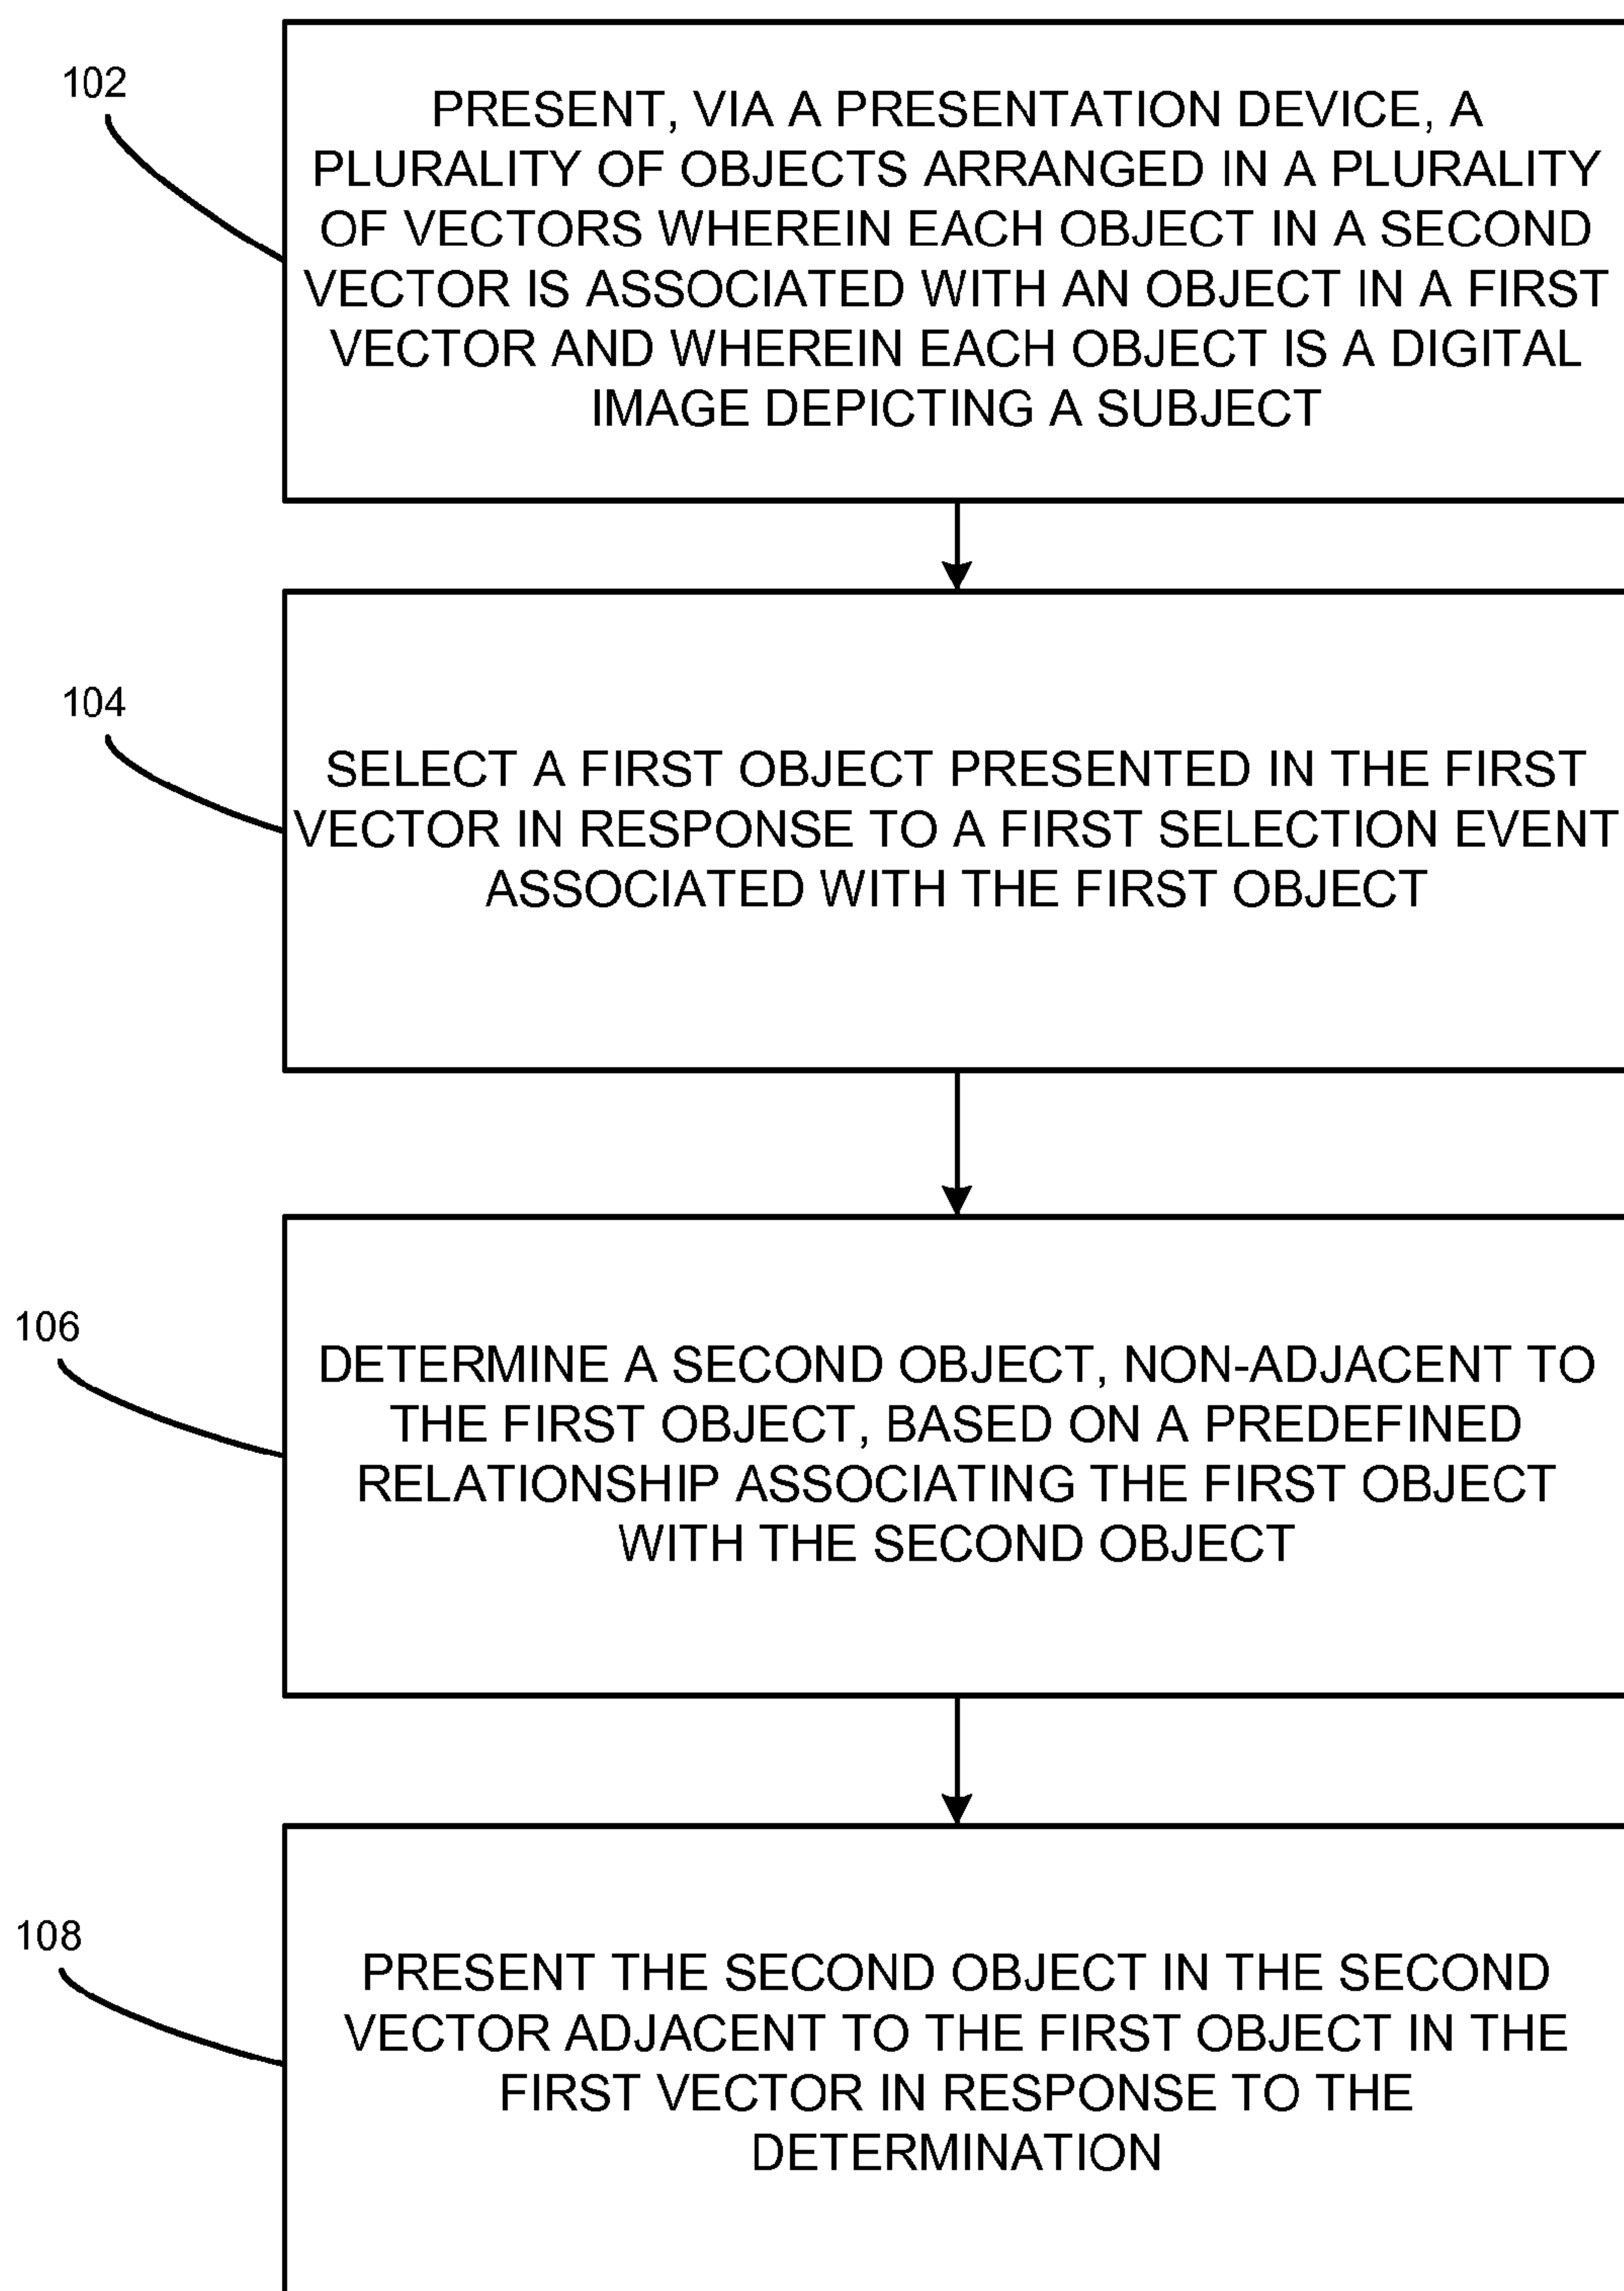 102
PRESENT, VIA A PRESENTATION DEVICE, A
PLURALITY OF OBJECTS ARRANGED IN A PLURALITY
OF VECTORS WHEREIN EACH OBJECT IN A SECOND
VECTOR IS ASSOCIATED WITH AN OBJECT IN A FIRST
VECTOR AND WHEREIN EACH OBJECT IS A DIGITAL
IMAGE DEPICTING A SUBJECT
104
SELECT A FIRST OBJECT PRESENTED IN THE FIRST
VECTOR IN RESPONSE TO A FIRST SELECTION EVENT
ASSOCIATED WITH THE FIRST OBJECT
106
DETERMINE A SECOND OBJECT, NON-ADJACENT TO
THE FIRST OBJECT, BASED ON A PREDEFINED
RELATIONSHIP ASSOCIATING THE FIRST OBJECT
WITH THE SECOND OBJECT
108
PRESENT THE SECOND OBJECT IN THE SECOND
VECTOR ADJACENT TO THE FIRST OBJECT IN THE
FIRST VECTOR IN RESPONSE TO THE
DETERMINATION